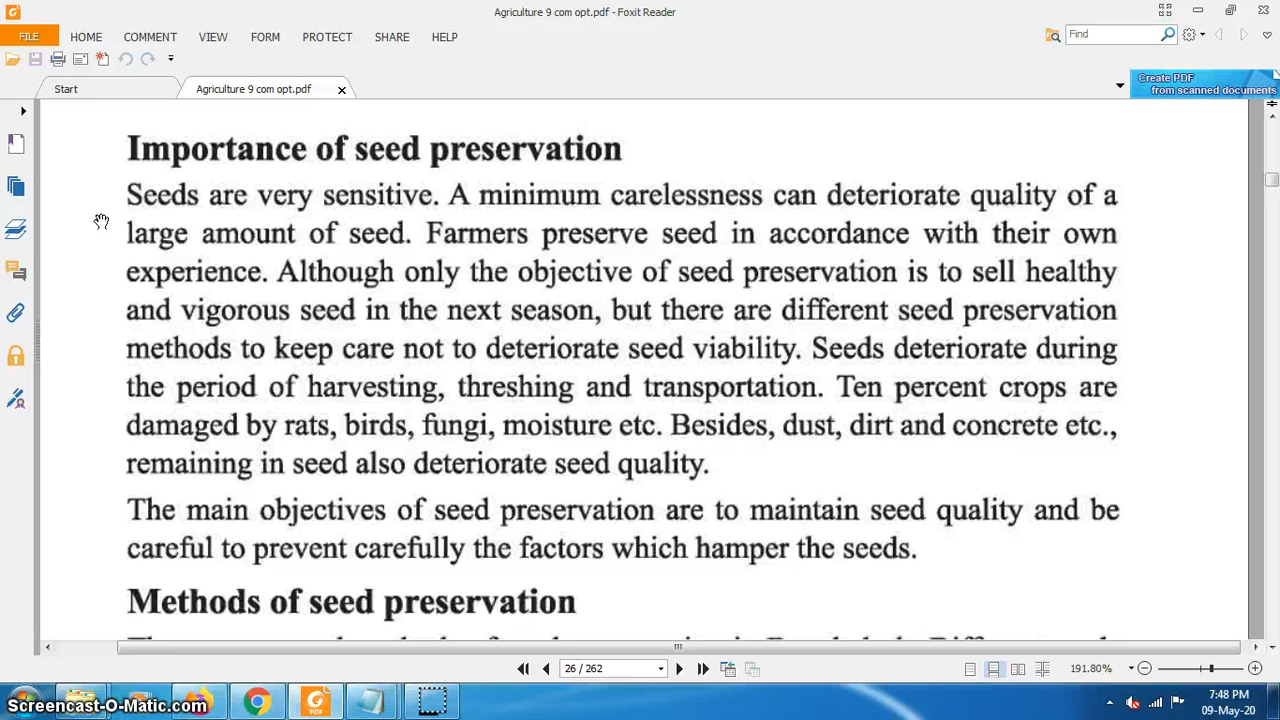 Agriculture 9 com opt.pdf - Foxit Reader
FILE HOME COMMENT VIEW FORM PROTECT SHARE HELP
Find
Start
Agriculture 9 com opt.pdf
Create PDF
from scanned documents
Importance of seed preservation
Seeds are very sensitive. A minimum carelessness can deteriorate quality of a
large amount of seed. Farmers preserve seed in accordance with their own
experience. Although only the objective of seed preservation is to sell healthy
and vigorous seed in the next season, but there are different seed preservation
methods to keep care not to deteriorate seed viability. Seeds deteriorate during
the period of harvesting, threshing and transportation. Ten percent crops are
damaged by rats, birds, fungi, moisture etc. Besides, dust, dirt and concrete etc.,
remaining in seed also deteriorate seed quality.
The main objectives of seed preservation are to maintain seed quality and be
careful to prevent carefully the factors which hamper the seeds.
Methods of seed preservation
26 / 262
191.80%
PDF
Screencast-O-Matic.com
7:48 PM
09-May-20